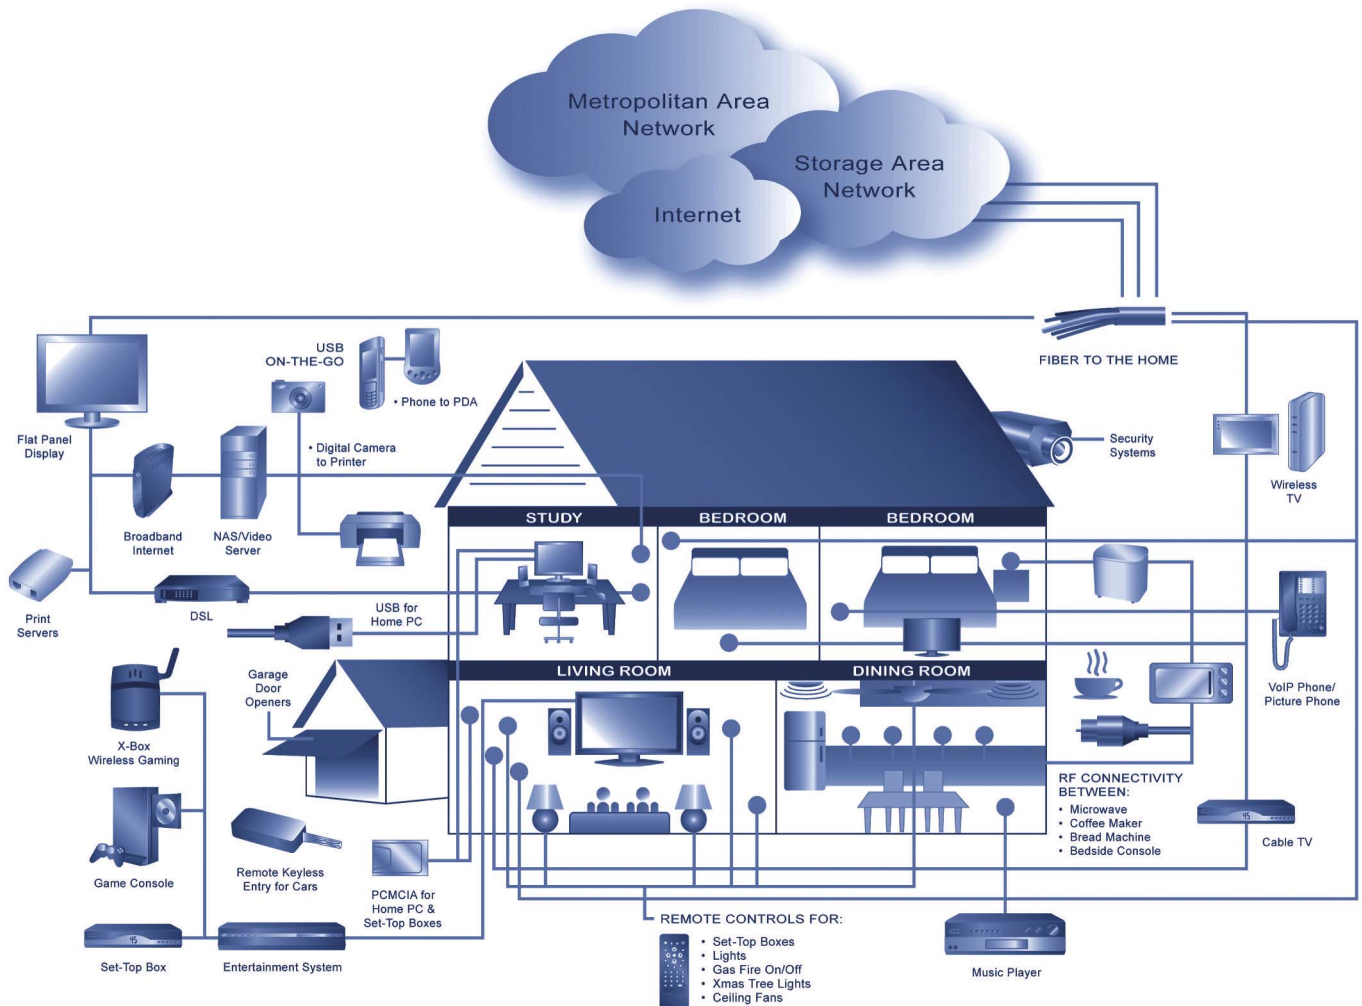 Metropolitan Area
Network
Storage Area
Network
Internet
FIBER TO THE HOME
USB
ON-THE-GO
• Phone to PDA
• Digital Camera
to Printer
Flat Panel
Display
Broadband
Internet
NAS/Video
Server
Security
Systems
Wireless
TV
STUDY
BEDROOM
BEDROOM
Print
Servers
DSL
USB for
Home PC
VoIP Phone/
Picture Phone
LIVING ROOM
DINING ROOM
Garage
Door
Openers
X-Box
Wireless Gaming
Game Console
Remote Keyless
Entry for Cars
PCMCIA for
Home PC &
Set-Top Boxes
RF CONNECTIVITY
BETWEEN:
• Microwave
• Coffee Maker
• Bread Machine
• Bedside Console
45
Cable TV
45
Set-Top Box
Entertainment System
REMOTE CONTROLS FOR:
• Set-Top Boxes
• Lights
• Gas Fire On/Off
• Xmas Tree Lights
• Ceiling Fans
Music Player